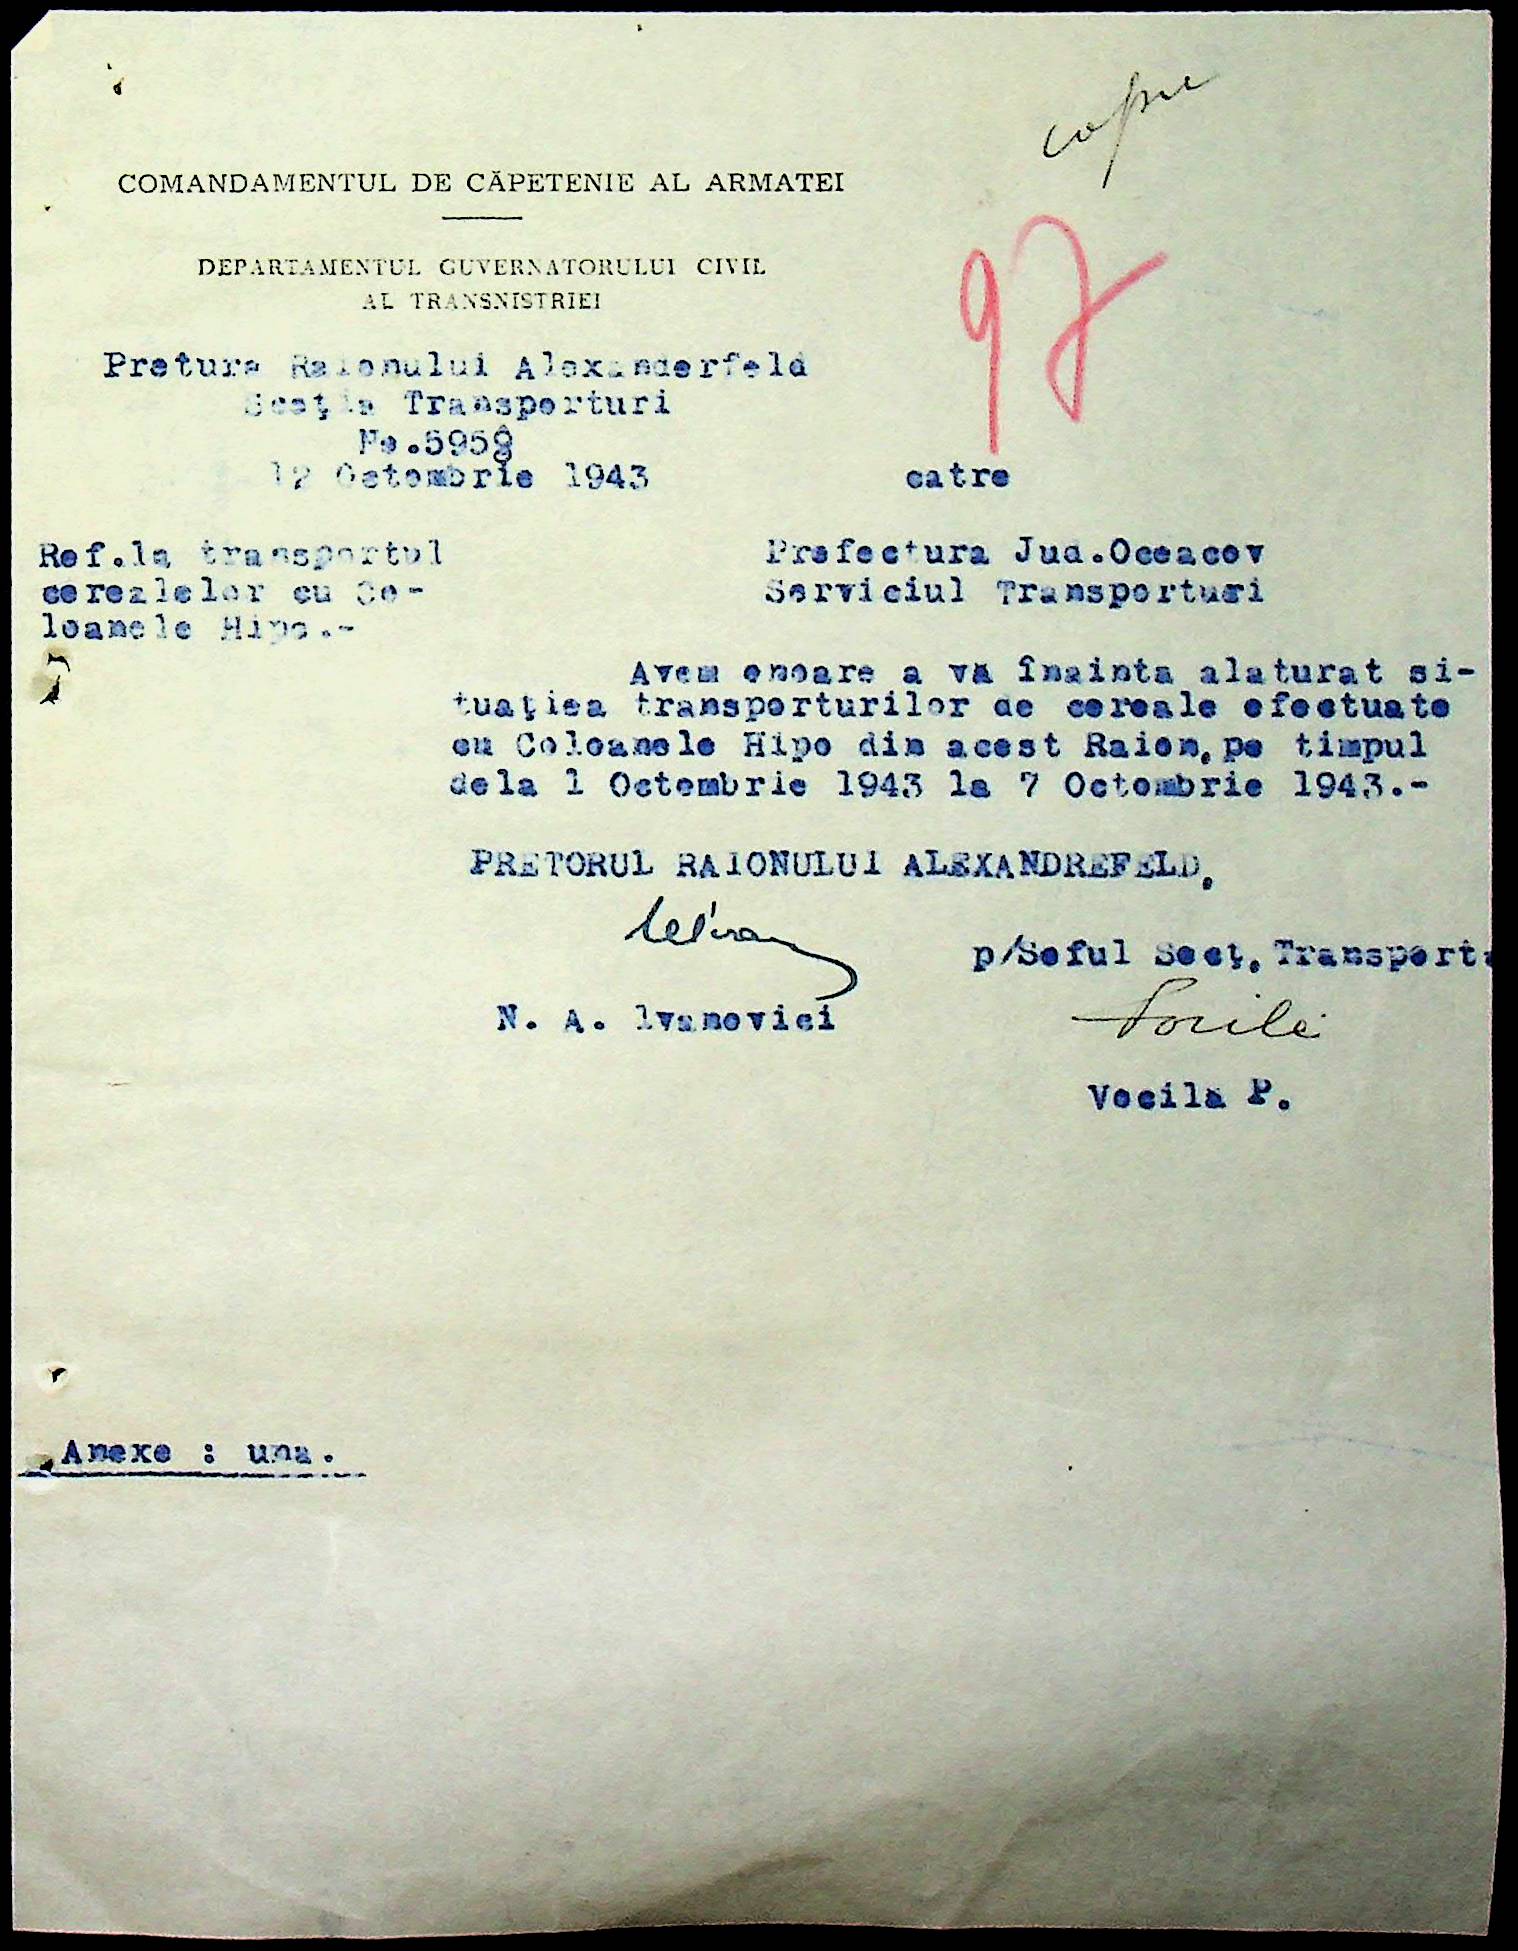 copie
COMANDAMENTUL DE CĂPETENIE AL ARMATEI
97
DEPARTAMENTUL GUVERNATORULUI CIVIL
AL TRANSNISTRIEI
Pretura Raionului Alexanderfeld
Secţia Transporturi
No.5959
12 Octombrie 1943
catre
Ref.la transportul
cerealelor cu Co-
loanele Hipo.-
Prefectura Jud.Oceacov
Serviciul Transporturi
Avem onoare a vă înainta alaturat si-
tuaţiea transporturilor de cereale efectuate
cu Coloanele Hipo din acest Raion,pe timpul
dela 1 Octombrie 1943 la 7 Octombrie 1943.-
PRETORUL RAIONULUI ALEXANDREFELD,
p/Seful Secţ.Transport
N. A. Ivanovici
Vocila P.
Anexe : una.